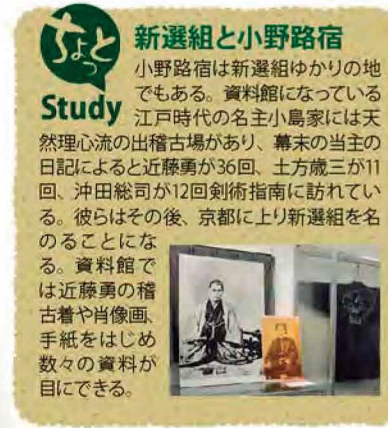 ちょっと
Study
新選組と小野路宿
小野路宿は新選組ゆかりの地
でもある。資料館になっている
江戸時代の名主小島家には天
然理心流の出稽古場があり、幕末の当主の
日記によると近藤勇が36回、土方歳三が11
回、沖田総司が12回剣術指南に訪れてい
る。彼らはその後、京都に上り新選組を名
のることにな
る。資料館で
は近藤勇の稽
古着や肖像画、
手紙をはじめ
数々の資料が
目にできる。